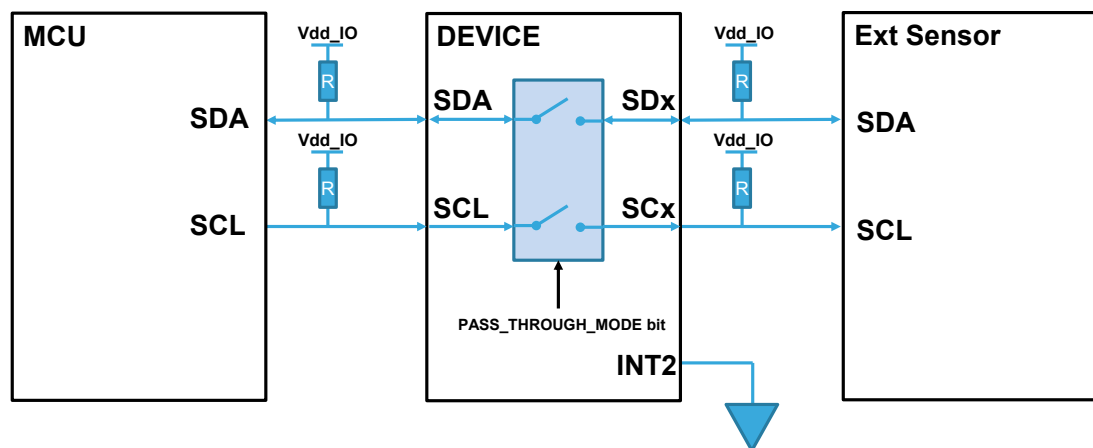 MCU
DEVICE
Ext Sensor
Vdd_IO
Vdd_IO
R
R
SDA
SDA
SDx
SDA
Vdd_IO
Vdd_IO
R
R
SCL
SCL
SCx
SCL
PASS_THROUGH_MODE bit
INT2